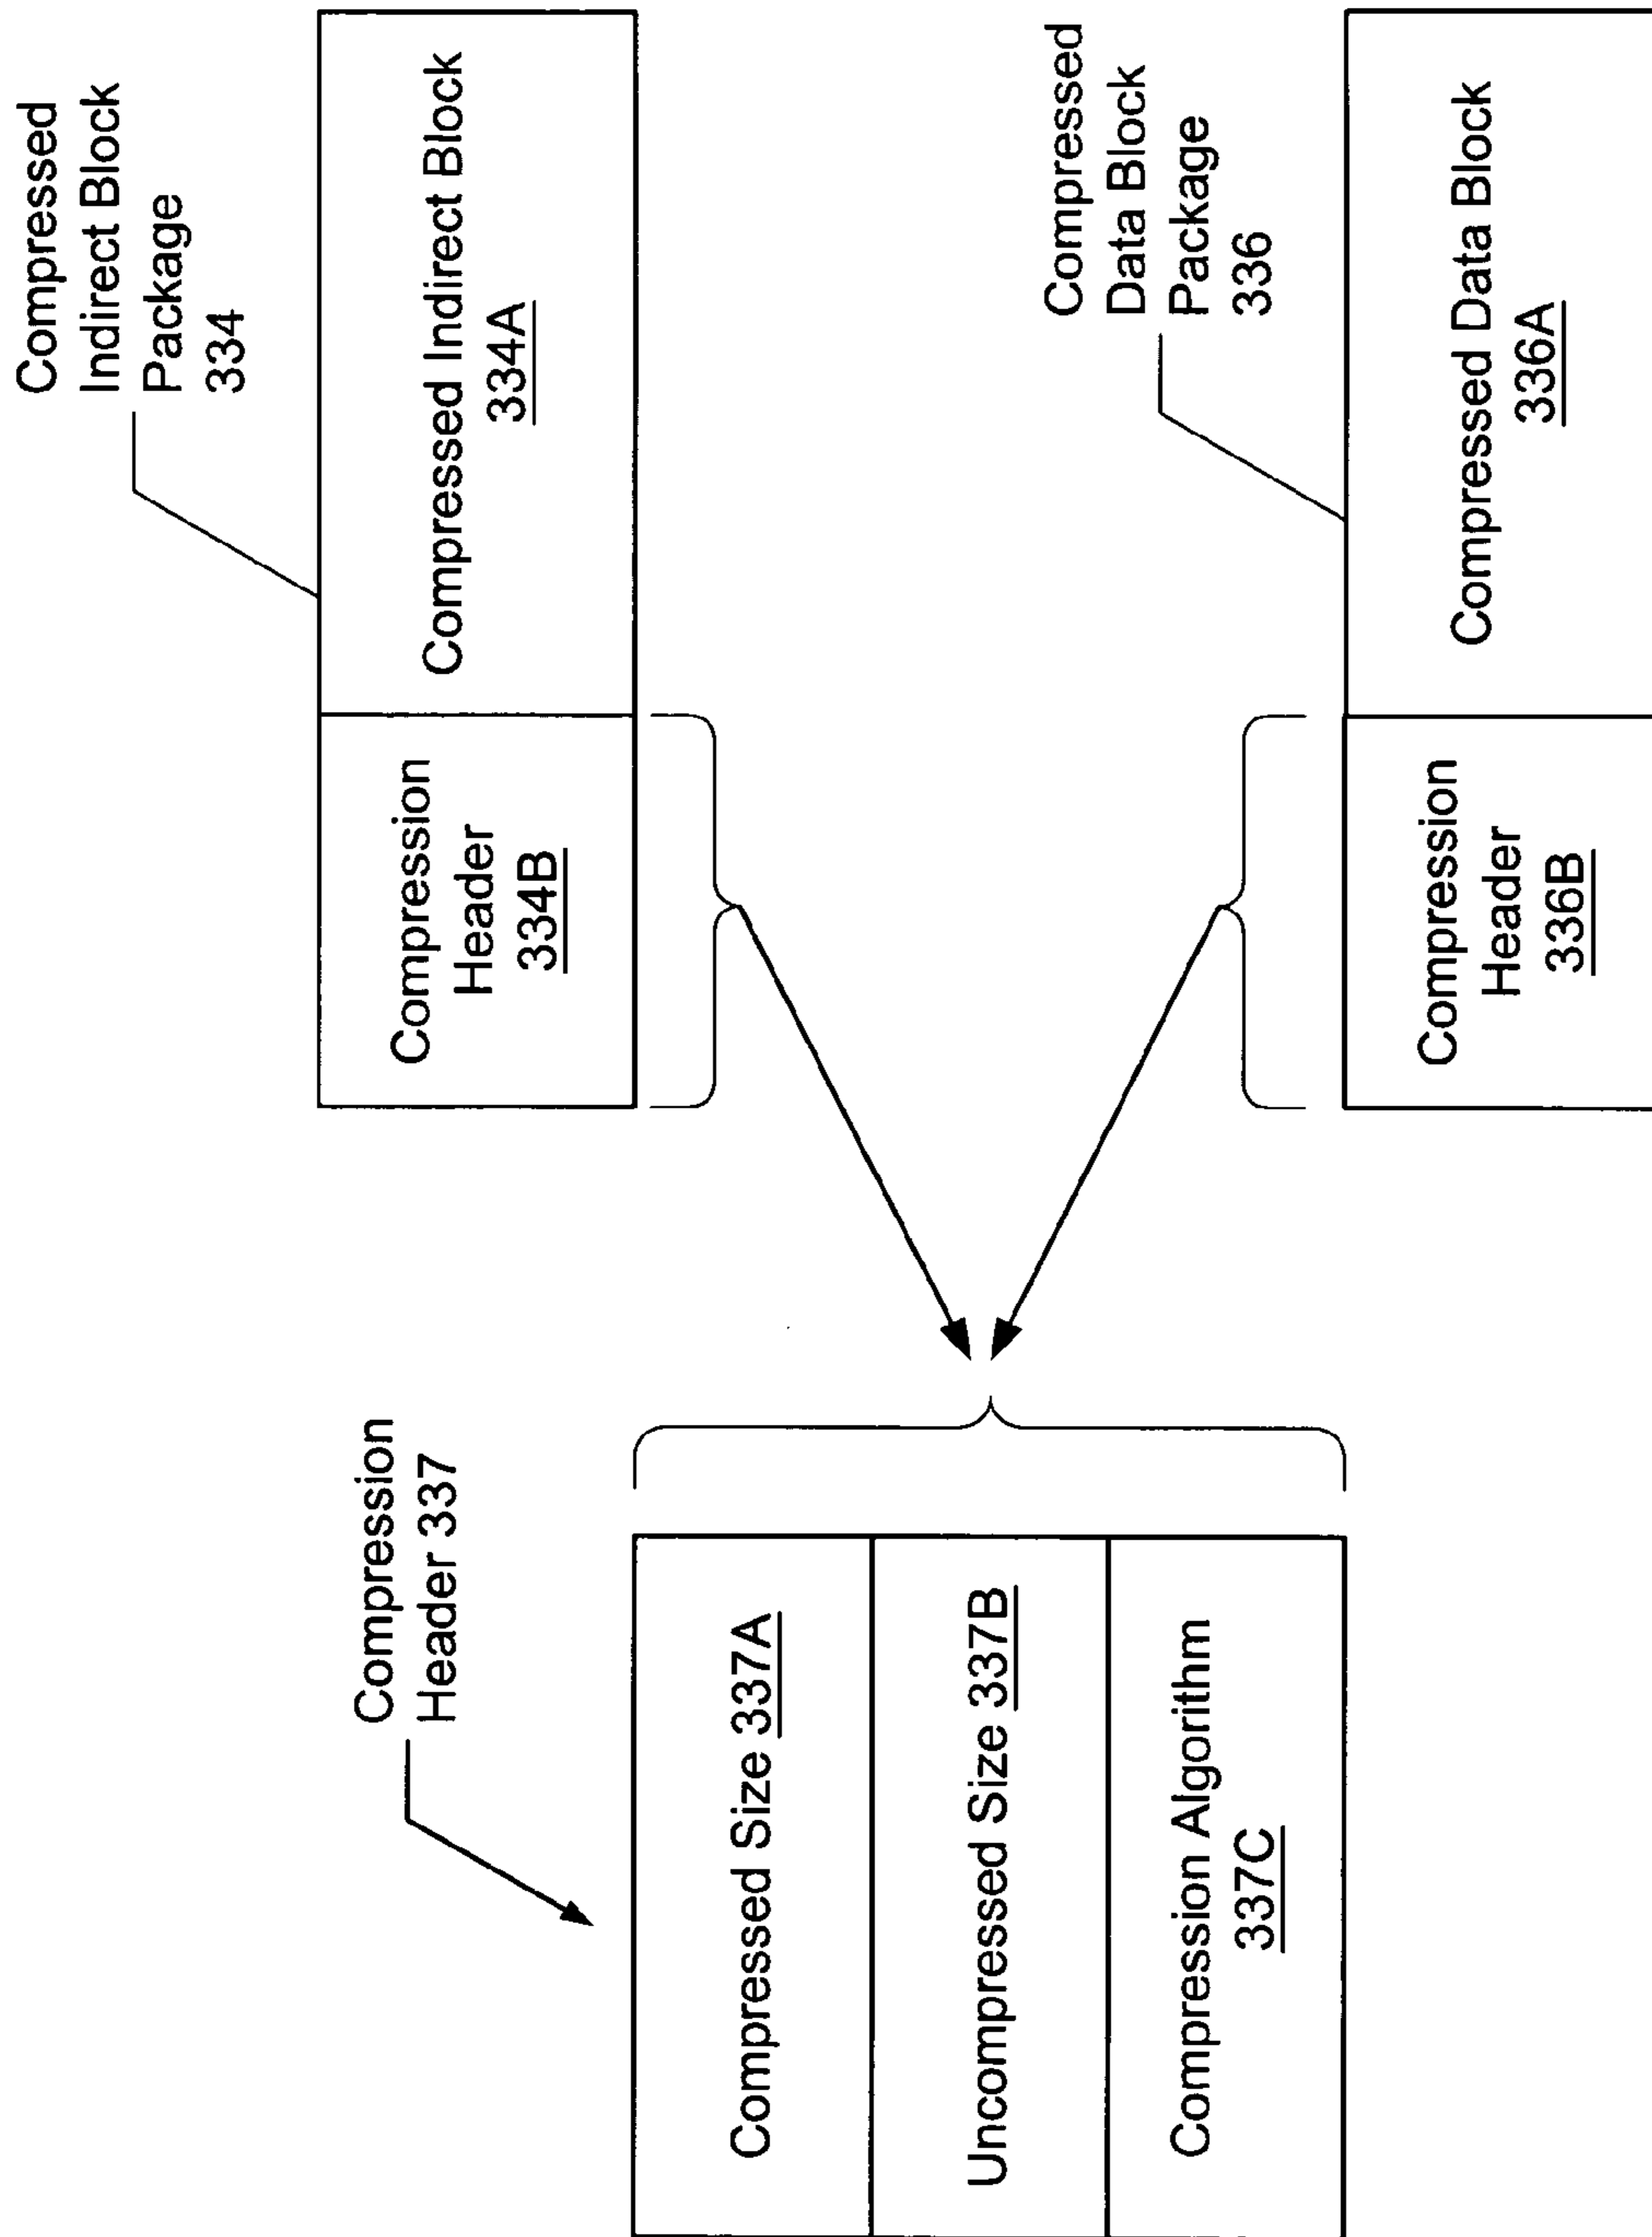 Compression
Header 337
Compressed Size 337A
Uncompressed Size 337B
Compression Algorithm
337C
Compressed
Indirect Block
Package
334
Compression
Header
334B
Compressed Indirect Block
334A
Compressed
Data Block
Package
336
Compression
Header
336B
Compressed Data Block
336A